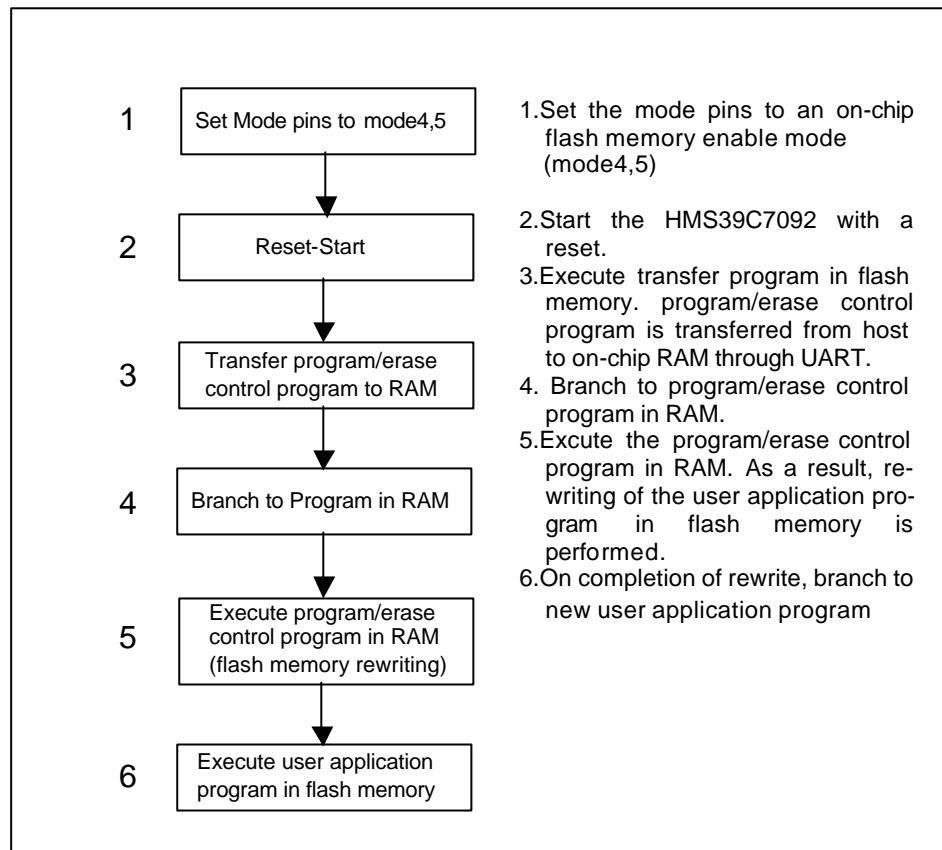 1
Set Mode pins to mode4,5
2
Reset-Start
3
Transfer program/erase
control program to RAM
4
Branch to Program in RAM
5
Execute program/erase
control program in RAM
(flash memory rewriting)
6
Execute user application
program in flash memory
1.Set the mode pins to an on-chip
flash memory enable mode
(mode4,5)
2.Start the HMS39C7092 with a
reset.
3.Execute transfer program in flash
memory. program/erase control
program is transferred from host
to on-chip RAM through UART.
4. Branch to program/erase control
program in RAM.
5.Excute the program/erase control
program in RAM. As a result, re-
writing of the user application pro-
gram in flash memory is
performed.
6.On completion of rewrite, branch to
new user application program